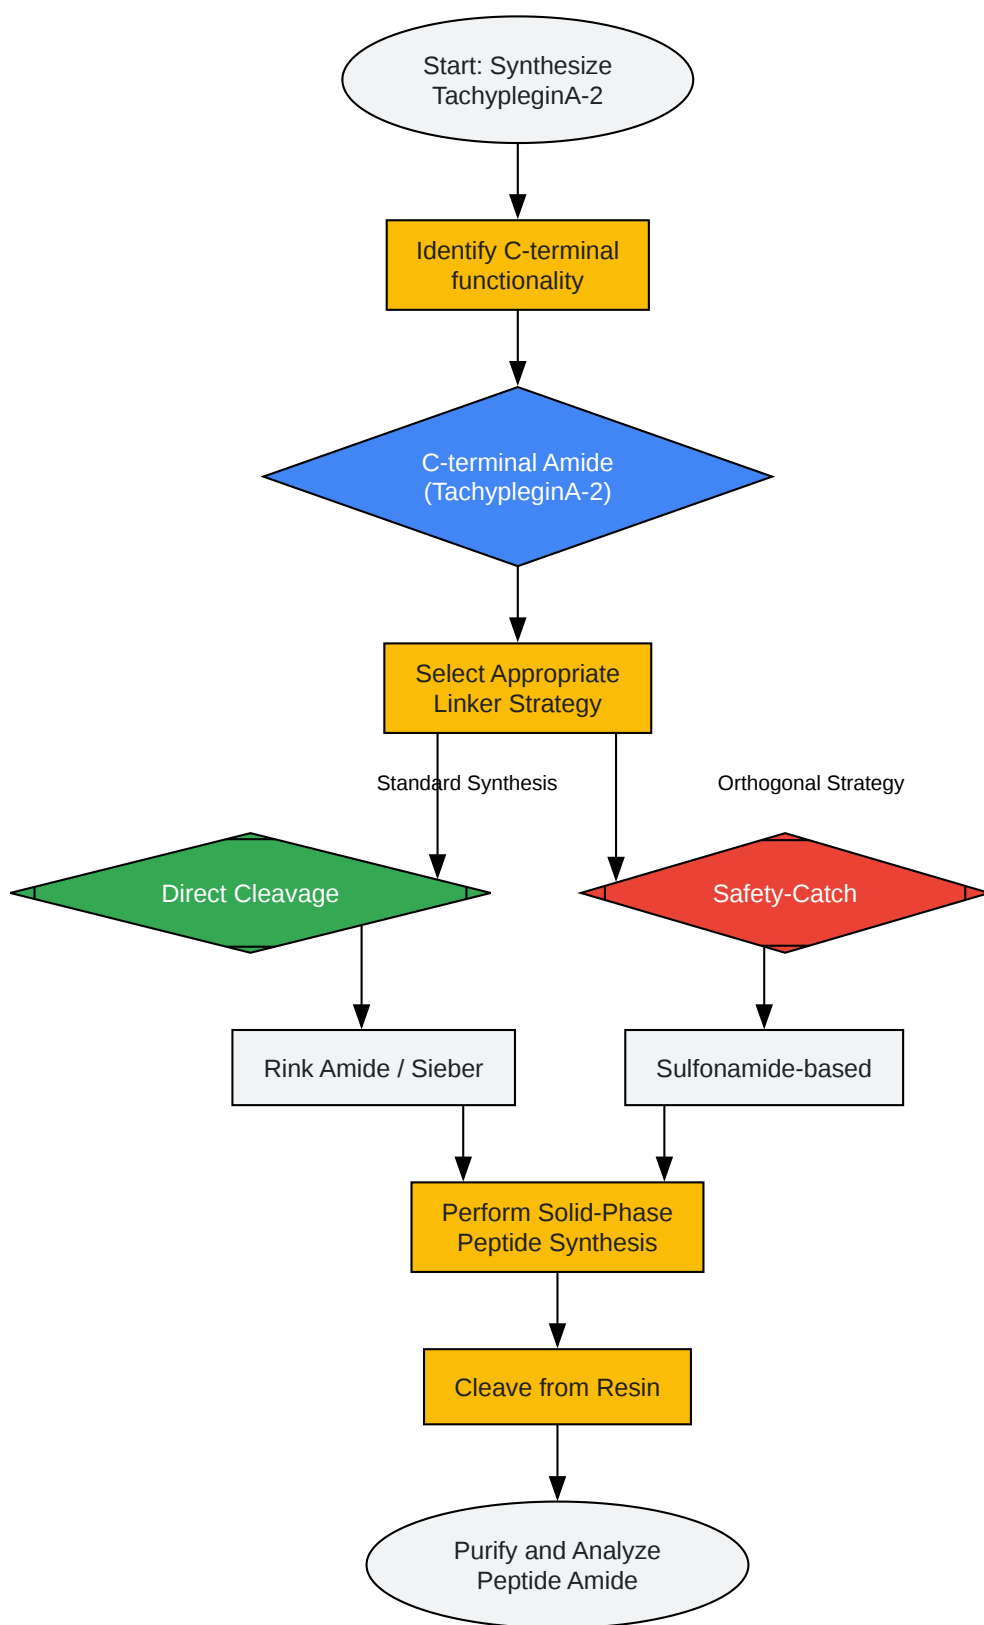 Start: Synthesize
TachypleginA-2
Identify C-terminal
functionality
C-terminal Amide
(TachypleginA-2)
Select Appropriate
Linker Strategy
Standard Synthesis
Orthogonal Strategy
Direct Cleavage
Safety-Catch
Rink Amide / Sieber
Sulfonamide-based
Perform Solid-Phase
Peptide Synthesis
Cleave from Resin
Purify and Analyze
Peptide Amide